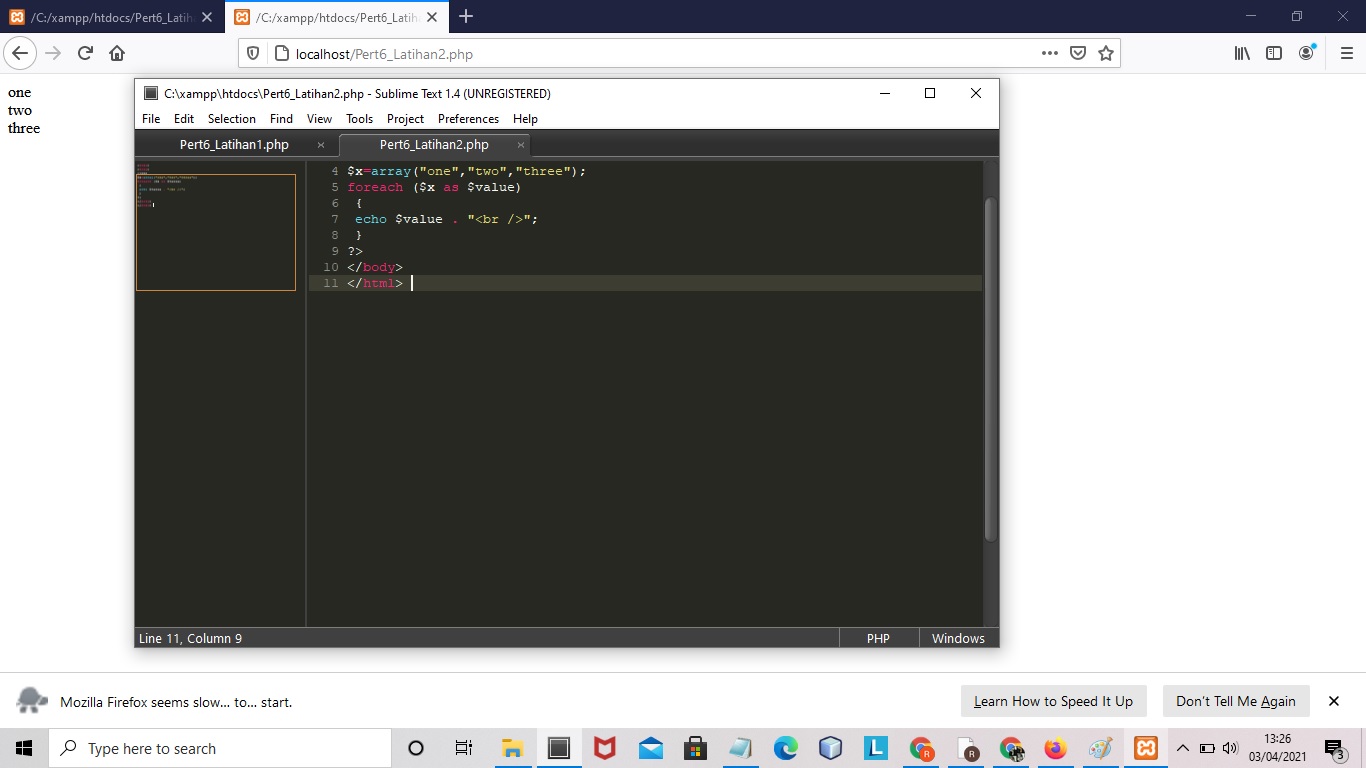 /C:/xampp/htdocs/Pert6_Latih
/C:/xampp/htdocs/Pert6_Latih
localhost/Pert6_Latihan2.php
one
two
three
C:\xampp\htdocs\Pert6_Latihan2.php - Sublime Text 1.4 (UNREGISTERED)
File Edit Selection Find View Tools Project Preferences Help
Pert6_Latihan1.php
Pert6_Latihan2.php
4 $x=array("one","two","three");
5 foreach ($x as $value)
6 {
7 echo $value . "<br />";
8 }
9 ?>
10 </body>
11 </html>
Line 11, Column 9
PHP
Windows
Mozilla Firefox seems slow... to... start.
Learn How to Speed It Up
Don't Tell Me Again
Type here to search
L
R
R
13:26
03/04/2021
3